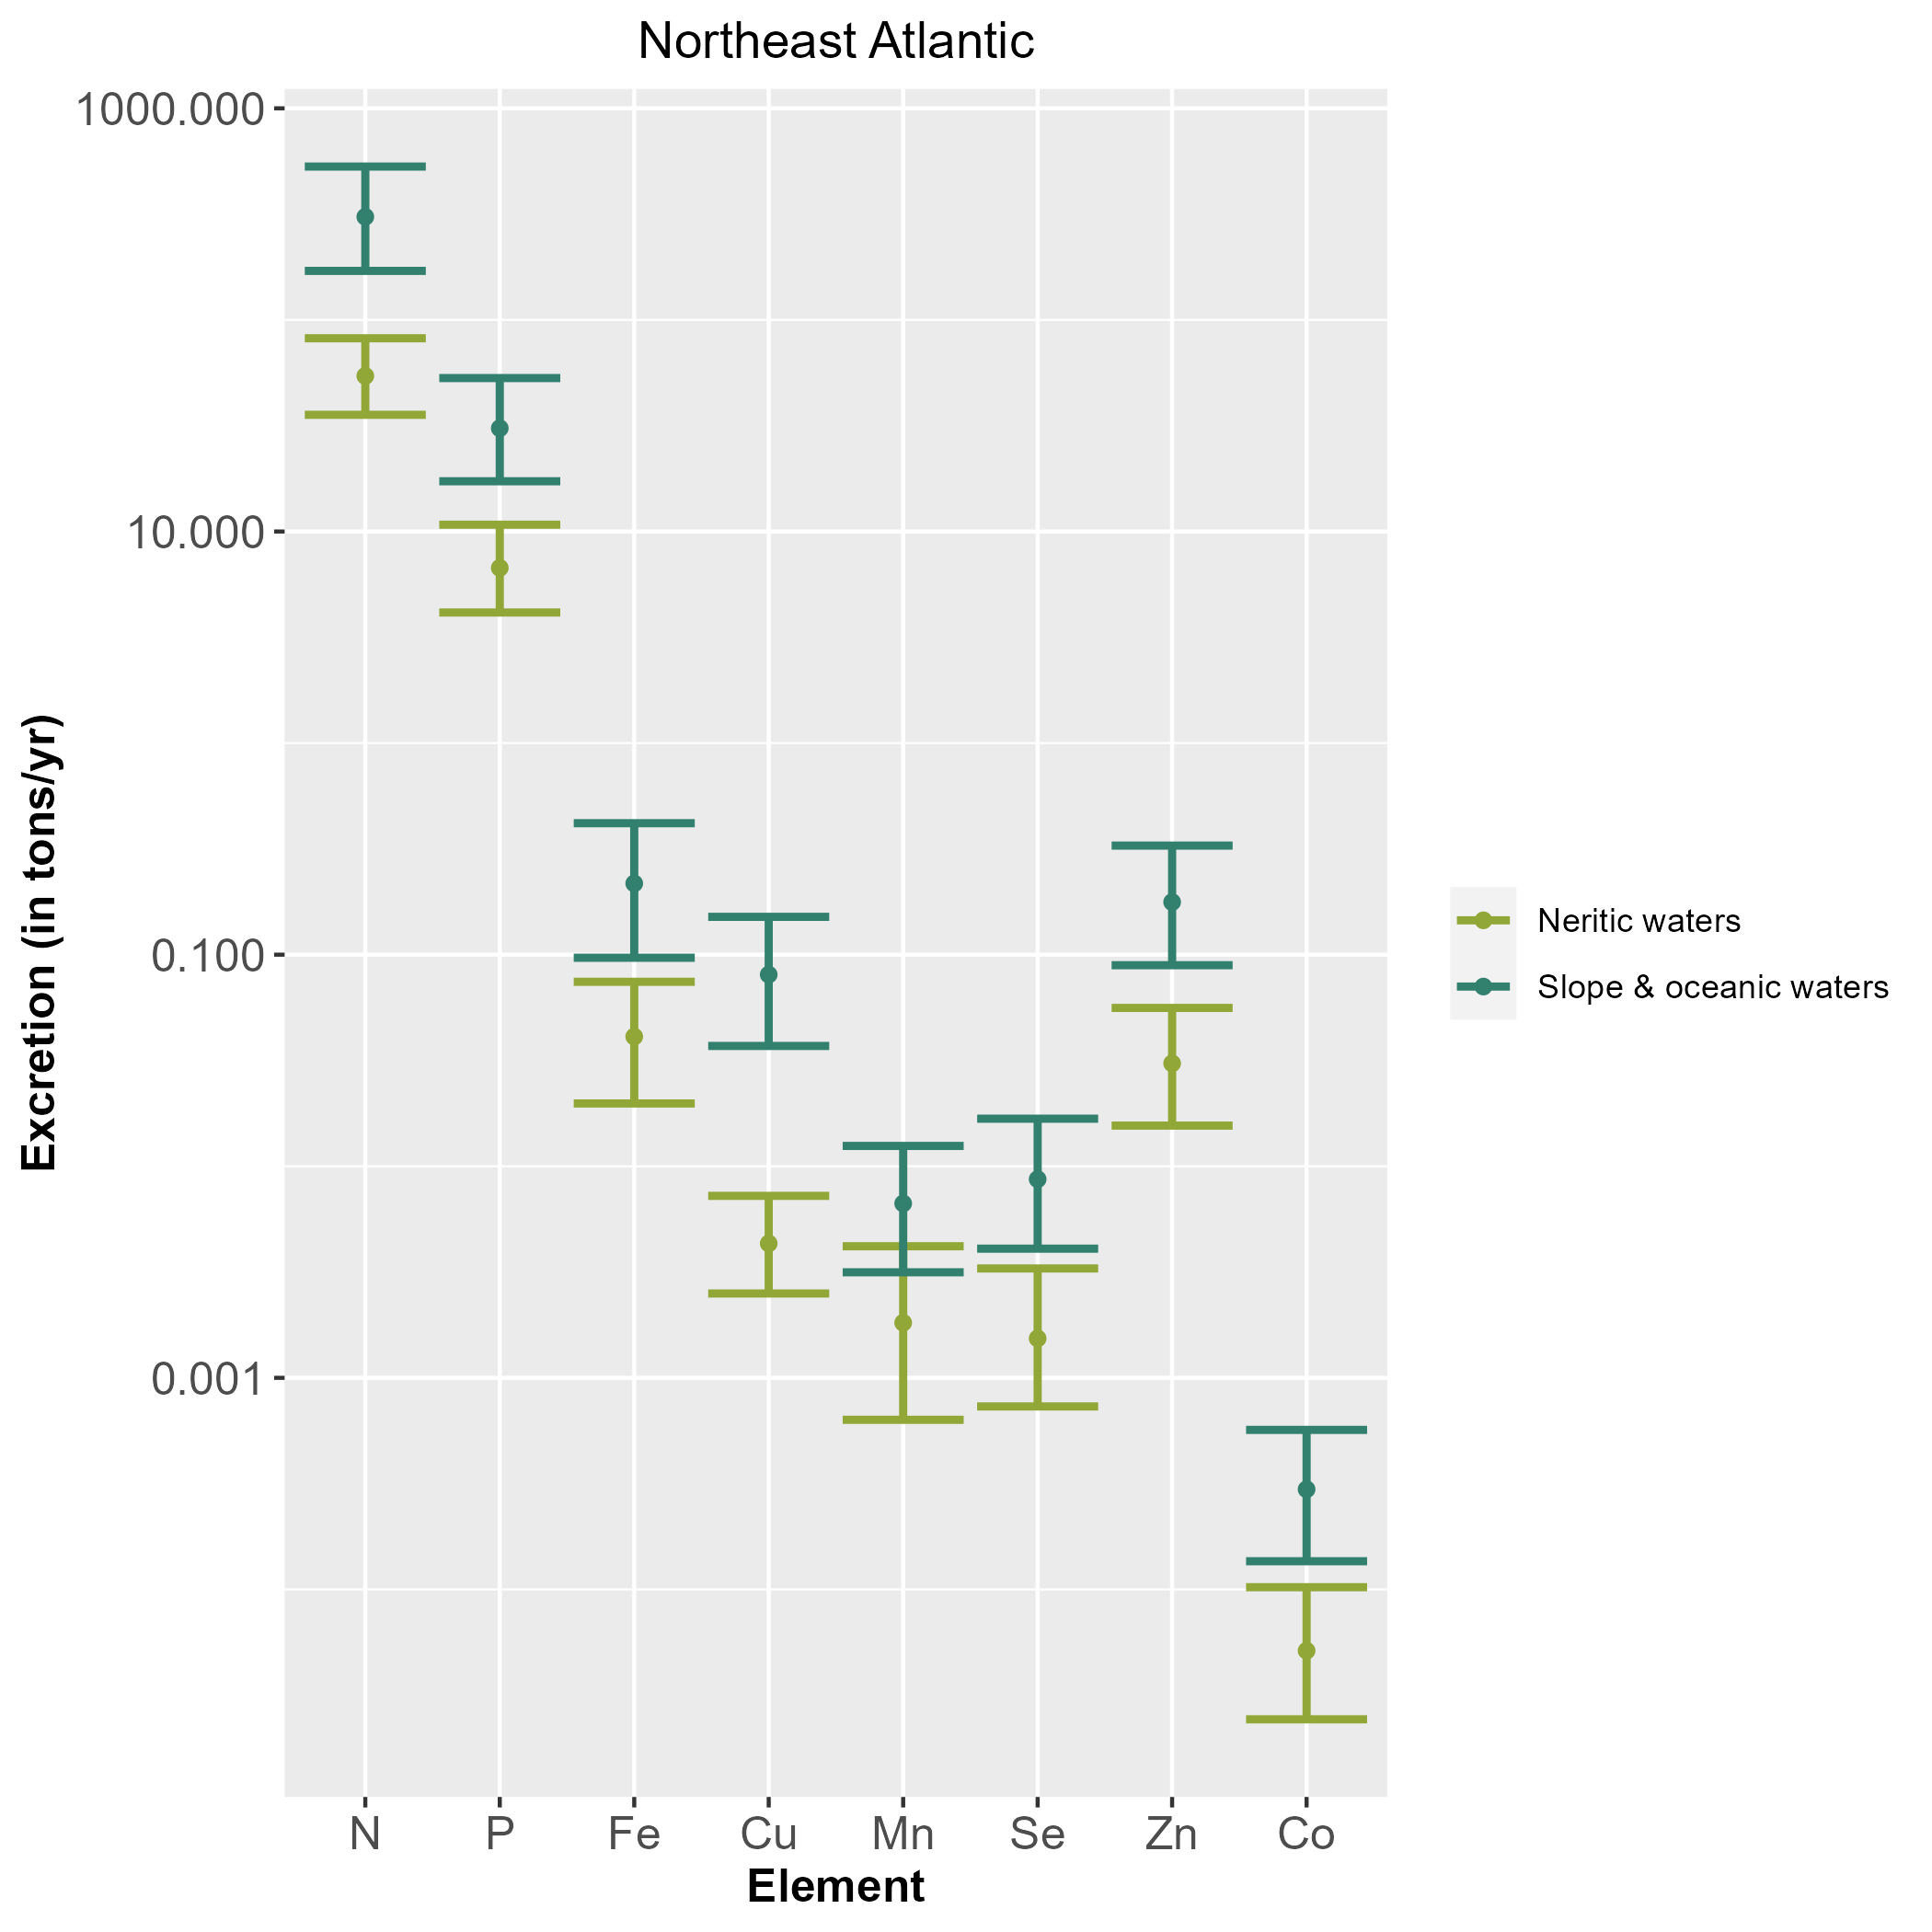 Northeast Atlantic
1000.000
10.000
0.100
0.001
Excretion (in tons/yr)
N P Fe Cu Mn Se Zn Co
Element
Neritic waters
Slope & oceanic waters